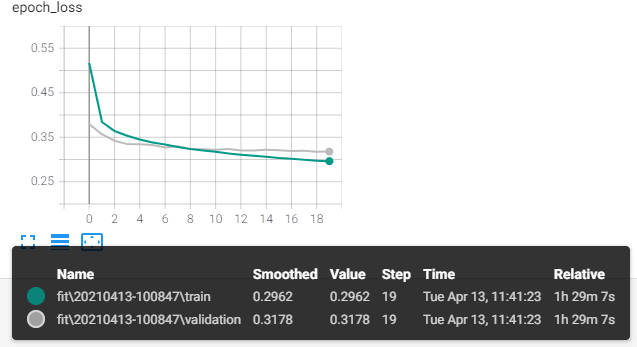 epoch_loss
0.55
0.45
0.35
0.25
0 2 4 6 8 10 12 14 16 18
Name Smoothed Value Step Time Relative
fit\20210413-100847\train 0.2962 0.2962 19 Tue Apr 13, 11:41:23 1h 29m 7s
fit\20210413-100847\validation 0.3178 0.3178 19 Tue Apr 13, 11:41:23 1h 29m 7s